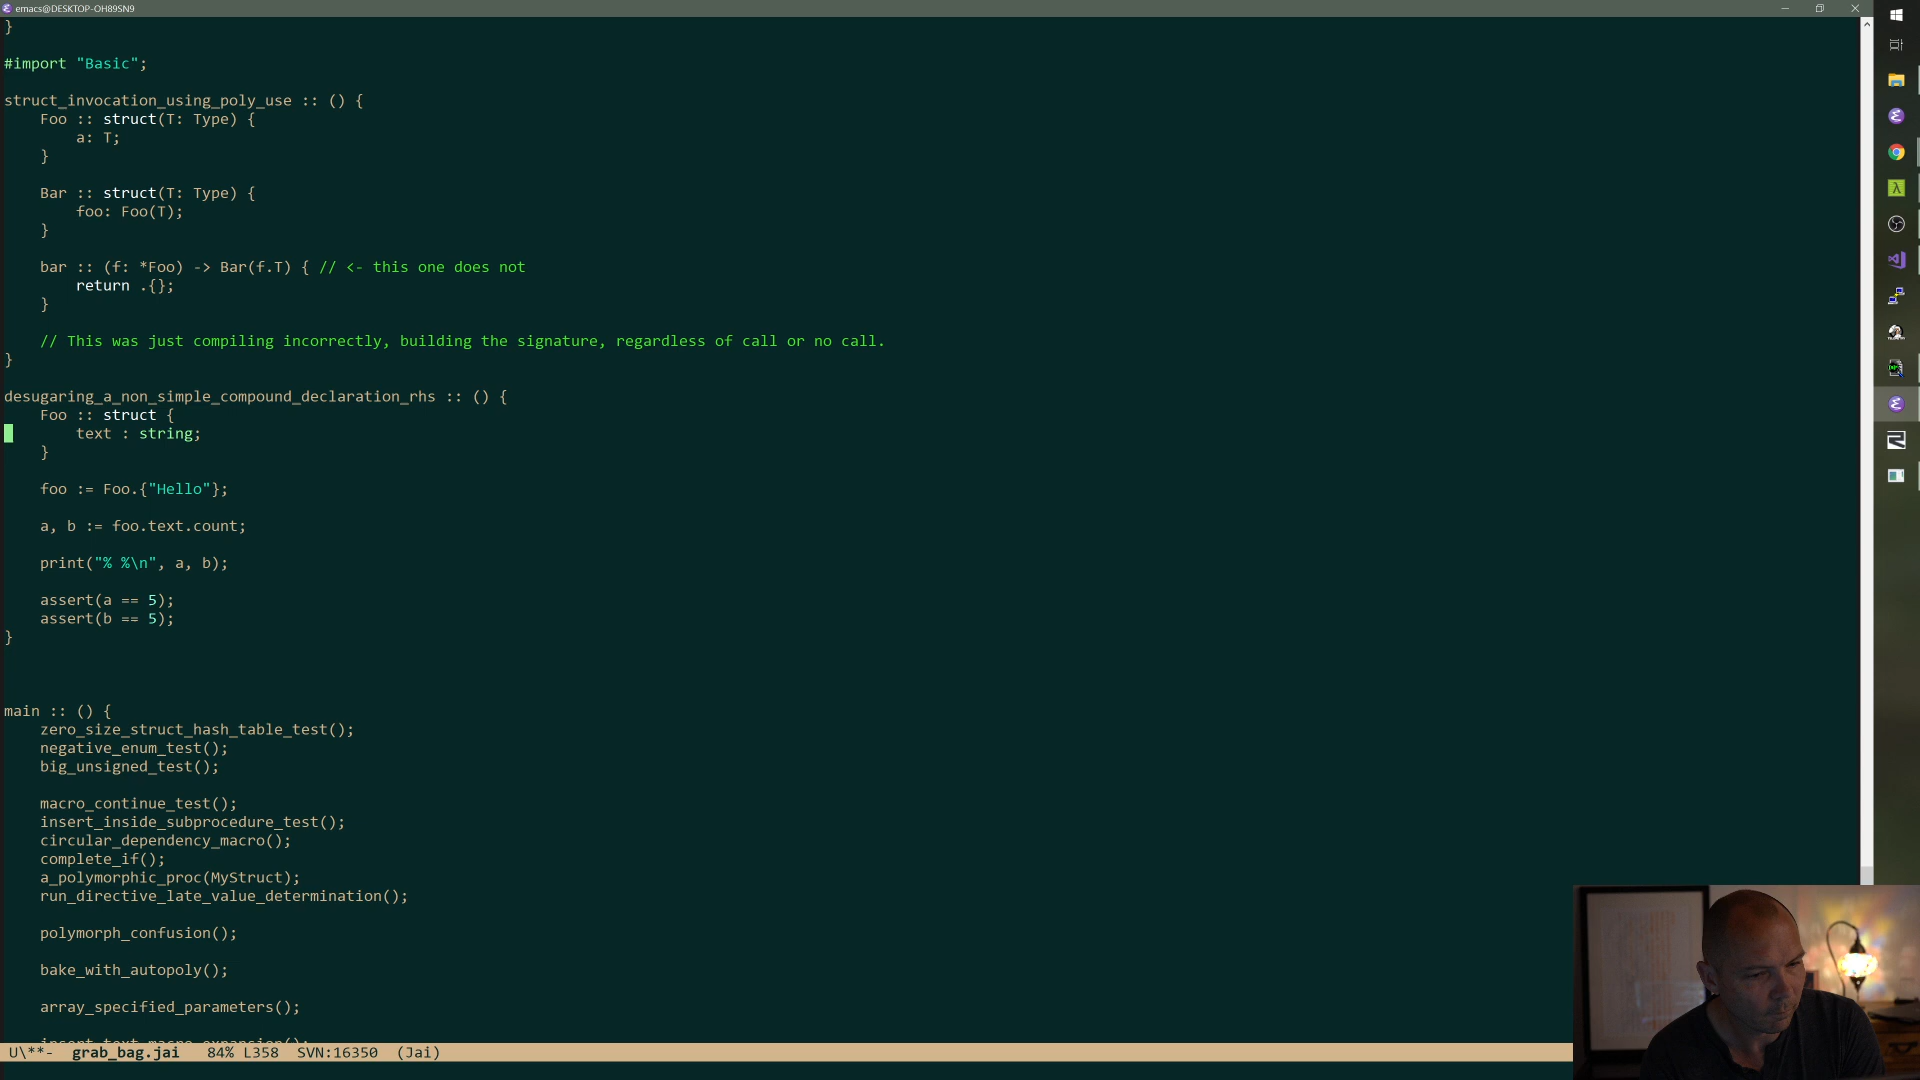 emacs@DESKTOP-OH89SN9
}
#import "Basic";
struct_invocation_using_poly_use :: () {
    Foo :: struct(T: Type) {
        a: T;
    }
    Bar :: struct(T: Type) {
        foo: Foo(T);
    }
    bar :: (f: *Foo) -> Bar(f.T) { // <- this one does not
        return .{};
    }
    // This was just compiling incorrectly, building the signature, regardless of call or no call.
}
desugaring_a_non_simple_compound_declaration_rhs :: () {
    Foo :: struct {
        text : string;
    }
    foo := Foo.{"Hello"};
    a, b := foo.text.count;
    print("% %\n", a, b);
    assert(a == 5);
    assert(b == 5);
}
main :: () {
    zero_size_struct_hash_table_test();
    negative_enum_test();
    big_unsigned_test();
    macro_continue_test();
    insert_inside_subprocedure_test();
    circular_dependency_macro();
    complete_if();
    a_polymorphic_proc(MyStruct);
    run_directive_late_value_determination();
    polymorph_confusion();
    bake_with_autopoly();
    array_specified_parameters();
    insert_text_macro_expansion();
U\**-  grab_bag.jai   84% L358  SVN:16350  (Jai)